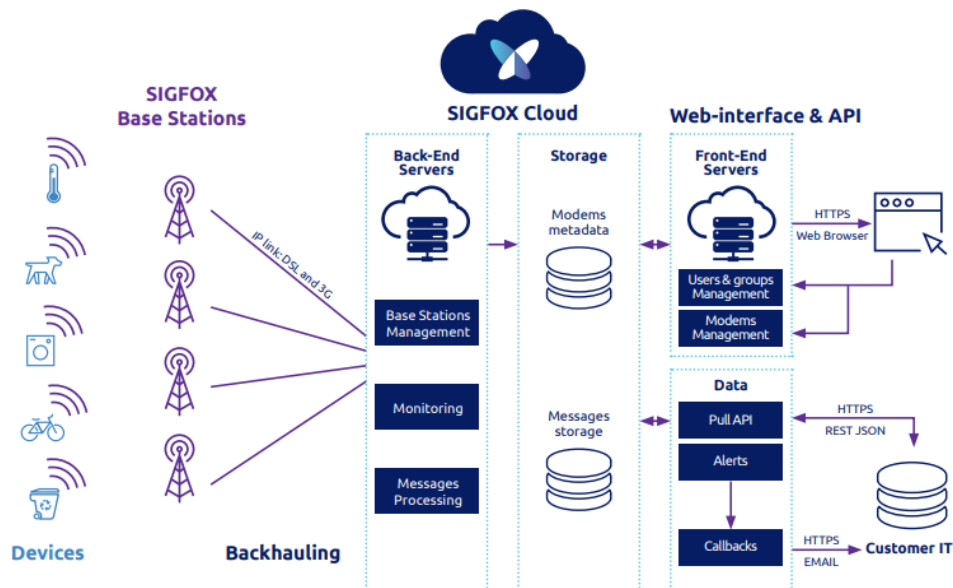 SIGFOX
Base Stations
SIGFOX Cloud
Web-interface & API
Back-End
Servers
Storage
Front-End
Servers
Modems
metadata
HTTPS
Web Browser
IP link: DSL and 3G
Users & groups
Management
Modems
Management
Base Stations
Management
Monitoring
Messages
Processing
Messages
storage
Data
Pull API
Alerts
Callbacks
HTTPS
REST JSON
HTTPS
EMAIL
Customer IT
Devices
Backhauling